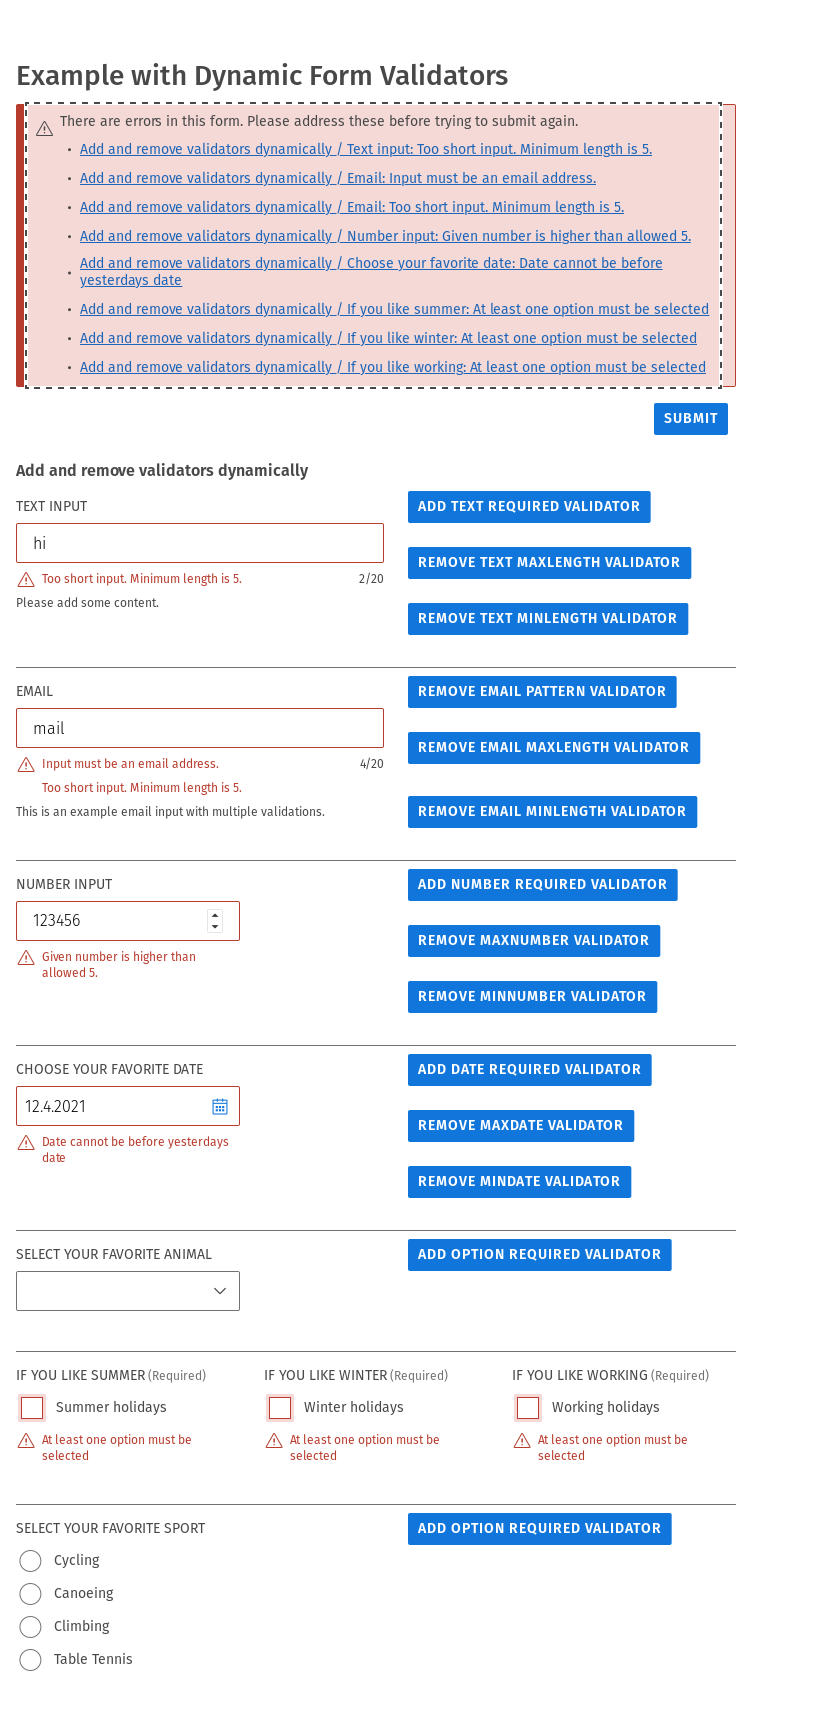 Example with Dynamic Form Validators
There are errors in this form. Please address these before trying to submit again.
Add and remove validators dynamically / Text input: Too short input. Minimum length is 5.
Add and remove validators dynamically / Email: Input must be an email address.
Add and remove validators dynamically / Email: Too short input. Minimum length is 5.
Add and remove validators dynamically / Number input: Given number is higher than allowed 5.
Add and remove validators dynamically / Choose your favorite date: Date cannot be before
yesterdays date
Add and remove validators dynamically / If you like summer: At least one option must be selected
Add and remove validators dynamically / If you like winter: At least one option must be selected
Add and remove validators dynamically / If you like working: At least one option must be selected
SUBMIT
Add and remove validators dynamically
TEXT INPUT
hi
Too short input. Minimum length is 5. 2/20
Please add some content.
ADD TEXT REQUIRED VALIDATOR
REMOVE TEXT MAXLENGTH VALIDATOR
REMOVE TEXT MINLENGTH VALIDATOR
EMAIL
mail
Input must be an email address. 4/20
Too short input. Minimum length is 5.
This is an example email input with multiple validations.
REMOVE EMAIL PATTERN VALIDATOR
REMOVE EMAIL MAXLENGTH VALIDATOR
REMOVE EMAIL MINLENGTH VALIDATOR
NUMBER INPUT
123456
Given number is higher than
allowed 5.
ADD NUMBER REQUIRED VALIDATOR
REMOVE MAXNUMBER VALIDATOR
REMOVE MINNUMBER VALIDATOR
CHOOSE YOUR FAVORITE DATE
12.4.2021
Date cannot be before yesterdays
date
ADD DATE REQUIRED VALIDATOR
REMOVE MAXDATE VALIDATOR
REMOVE MINDATE VALIDATOR
SELECT YOUR FAVORITE ANIMAL
ADD OPTION REQUIRED VALIDATOR
IF YOU LIKE SUMMER (Required)
Summer holidays
At least one option must be
selected
IF YOU LIKE WINTER (Required)
Winter holidays
At least one option must be
selected
IF YOU LIKE WORKING (Required)
Working holidays
At least one option must be
selected
SELECT YOUR FAVORITE SPORT
Cycling
Canoeing
Climbing
Table Tennis
ADD OPTION REQUIRED VALIDATOR